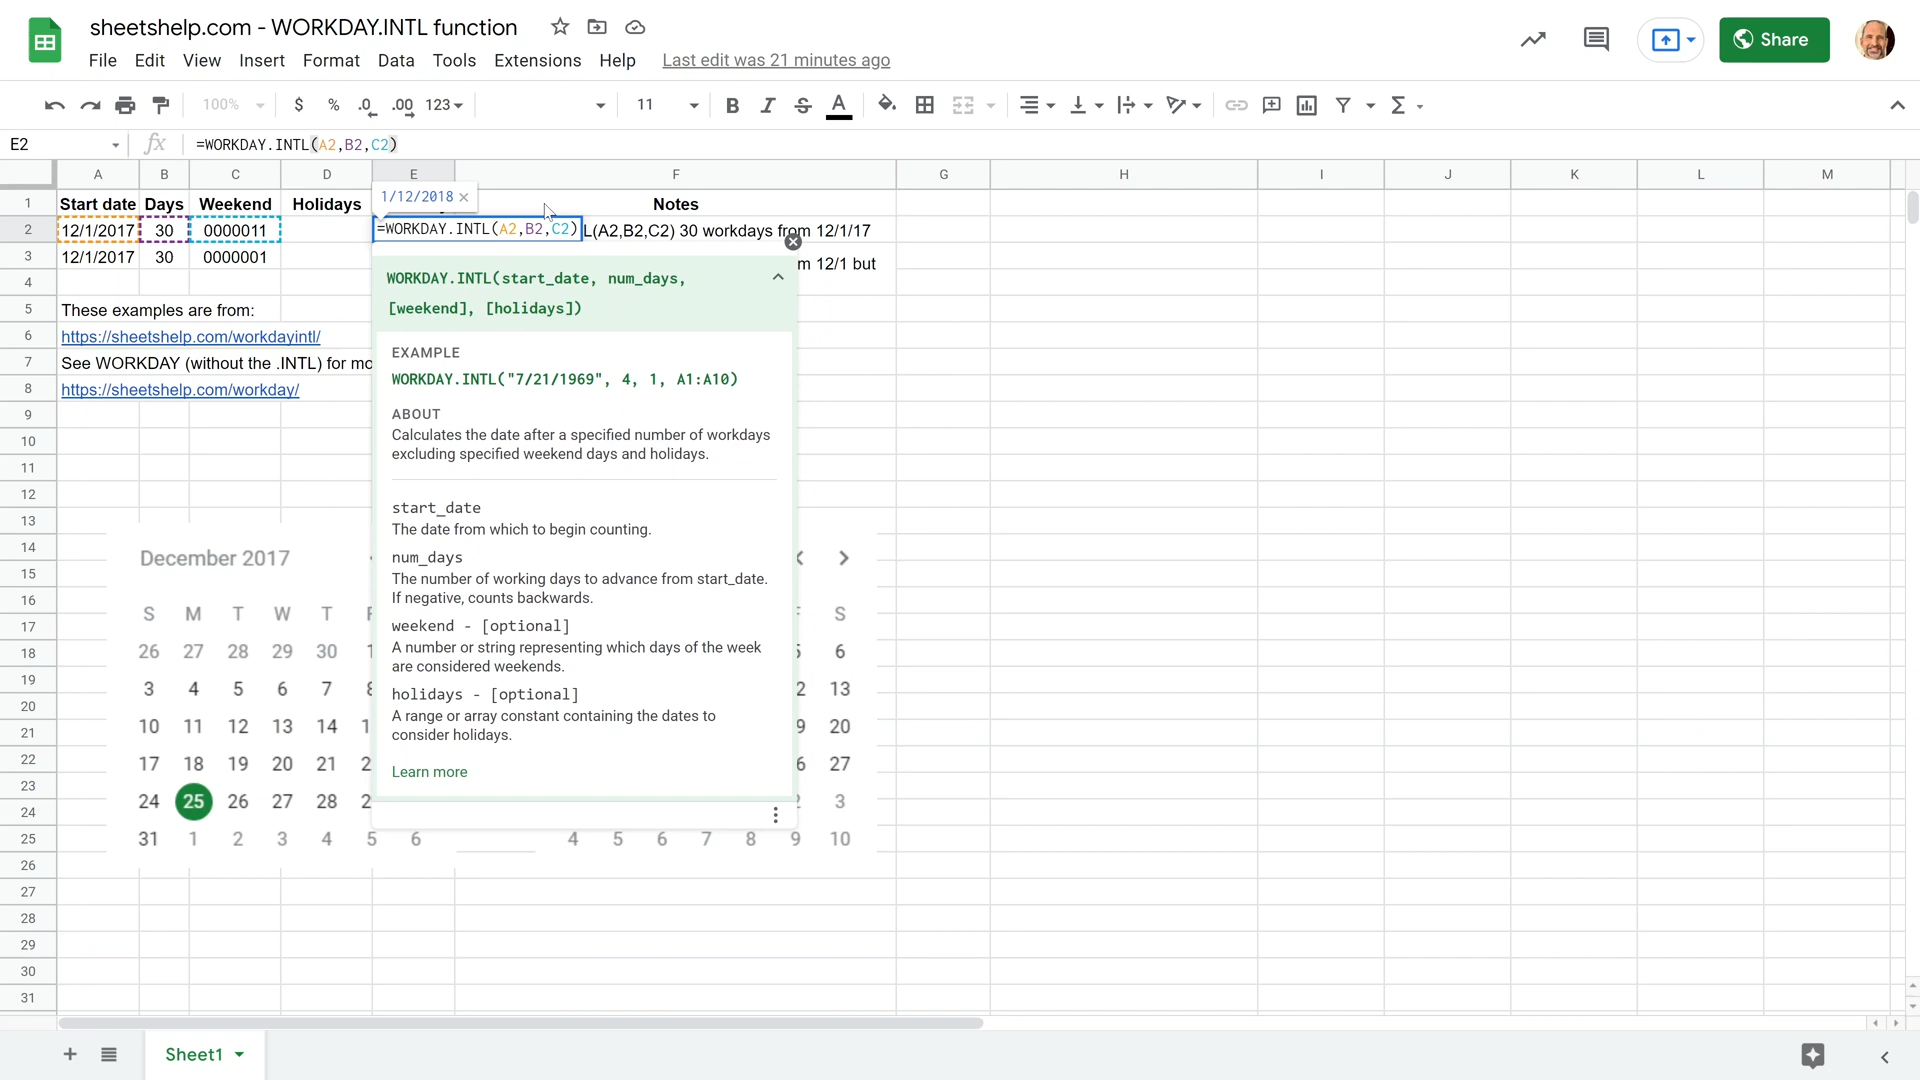 sheetshelp.com - WORKDAY.INTL function
File Edit View Insert Format Data Tools Extensions Help Last edit was 21 minutes ago
Share
100% $ % .0 .00 123 11 B I S A Σ
E2 fx =WORKDAY.INTL(A2,B2,C2)
A B C D E F G H I J K L M
1/12/2018 ×
1 Start date Days Weekend Holidays Notes
2 12/1/2017 30 0000011 =WORKDAY.INTL(A2,B2,C2) L(A2,B2,C2) 30 workdays from 12/1/17
3 12/1/2017 30 0000001 m 12/1 but
4
WORKDAY.INTL(start_date, num_days,
[weekend], [holidays])
5 These examples are from:
6 https://sheetshelp.com/workdayintl/
7 See WORKDAY (without the .INTL) for mo
8 https://sheetshelp.com/workday/
9
10
11
12
13
14
15
16
17
18
19
20
21
22
23
24
25
26
27
28
29
30
31
EXAMPLE
WORKDAY.INTL("7/21/1969", 4, 1, A1:A10)
ABOUT
Calculates the date after a specified number of workdays
excluding specified weekend days and holidays.
start_date
The date from which to begin counting.
num_days
The number of working days to advance from start_date.
If negative, counts backwards.
weekend - [optional]
A number or string representing which days of the week
are considered weekends.
holidays - [optional]
A range or array constant containing the dates to
consider holidays.
Learn more
December 2017
S M T W T
26 27 28 29 30
3 4 5 6 7
10 11 12 13 14
17 18 19 20 21
24 25 26 27 28
31 1 2 3 4 5 6
S
6
13
20
27
3
4 5 6 7 8 9 10
Sheet1